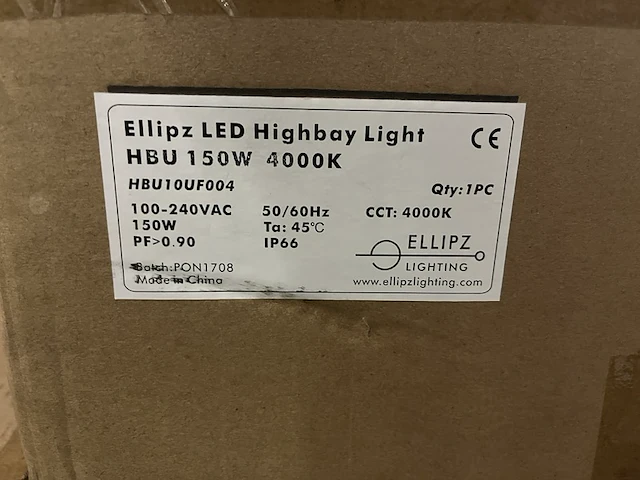 Ellipz LED Highbay Light
CE
HBU 150W 4000K
HBU10UF004
Qty:1PC
100-240VAC 50/60Hz CCT: 4000K
150W Ta: 45℃
PF>0.90 IP66
ELLIPZ
LIGHTING
Batch:PON1708
Made in China
www.ellipzlighting.com